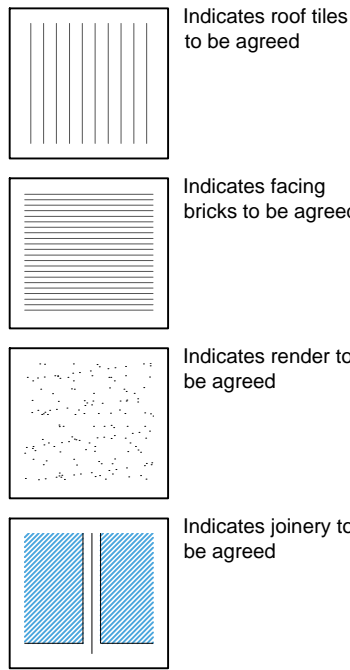 Indicates roof tiles
to be agreed
Indicates facing
bricks to be agreed
Indicates render to
be agreed
Indicates joinery to
be agreed